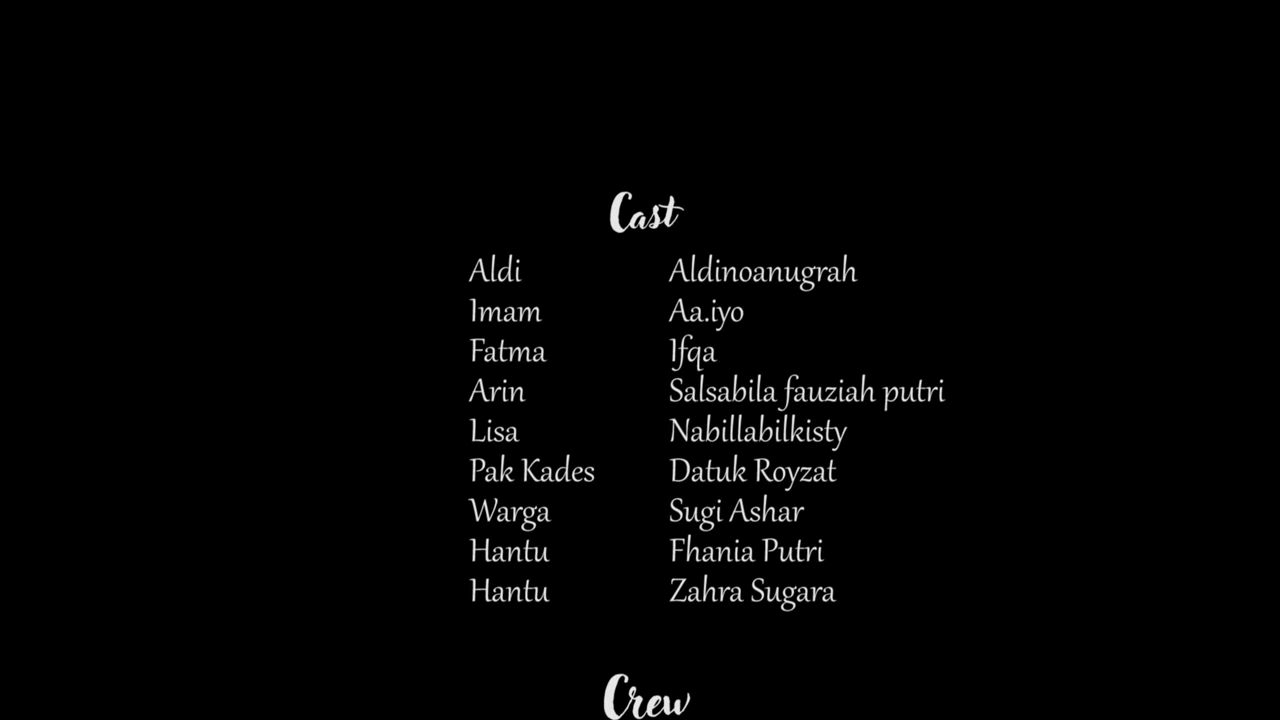 Cast
Aldi Aldinoanugrah
Imam Aa.iyo
Fatma Ifqa
Arin Salsabila fauziah putri
Lisa Nabillabilkisty
Pak Kades Datuk Royzat
Warga Sugi Ashar
Hantu Fhania Putri
Hantu Zahra Sugara
Crew